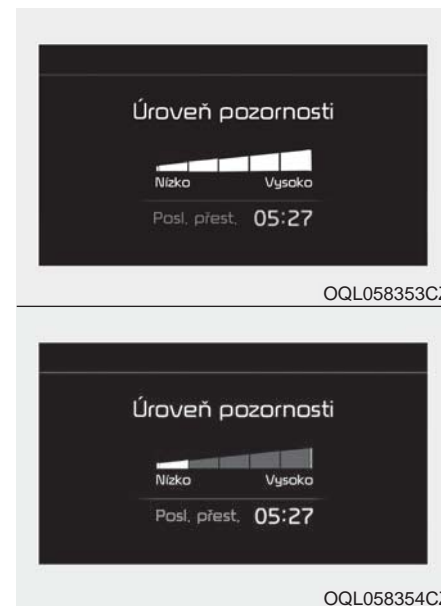 Úroveň pozornosti
Nízko Vysoko
Posl. přest. 05:27
OQL058353CZ
Úroveň pozornosti
Nízko Vysoko
Posl. přest. 05:27
OQL058354CZ